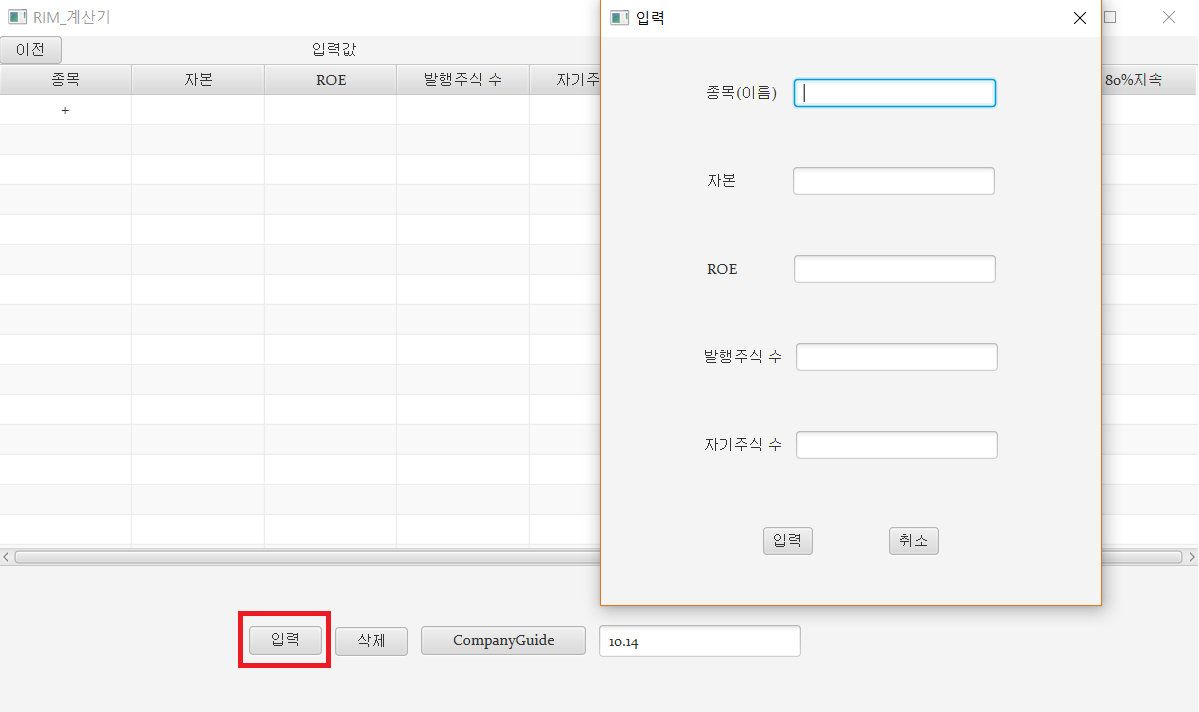 RIM_계산기
이전
입력값
종목 자본 ROE 발행주식 수 자기주 80%지속
+
입력
종목(이름)
자본
ROE
발행주식 수
자기주식 수
입력 취소
입력 삭제 CompanyGuide 10.14